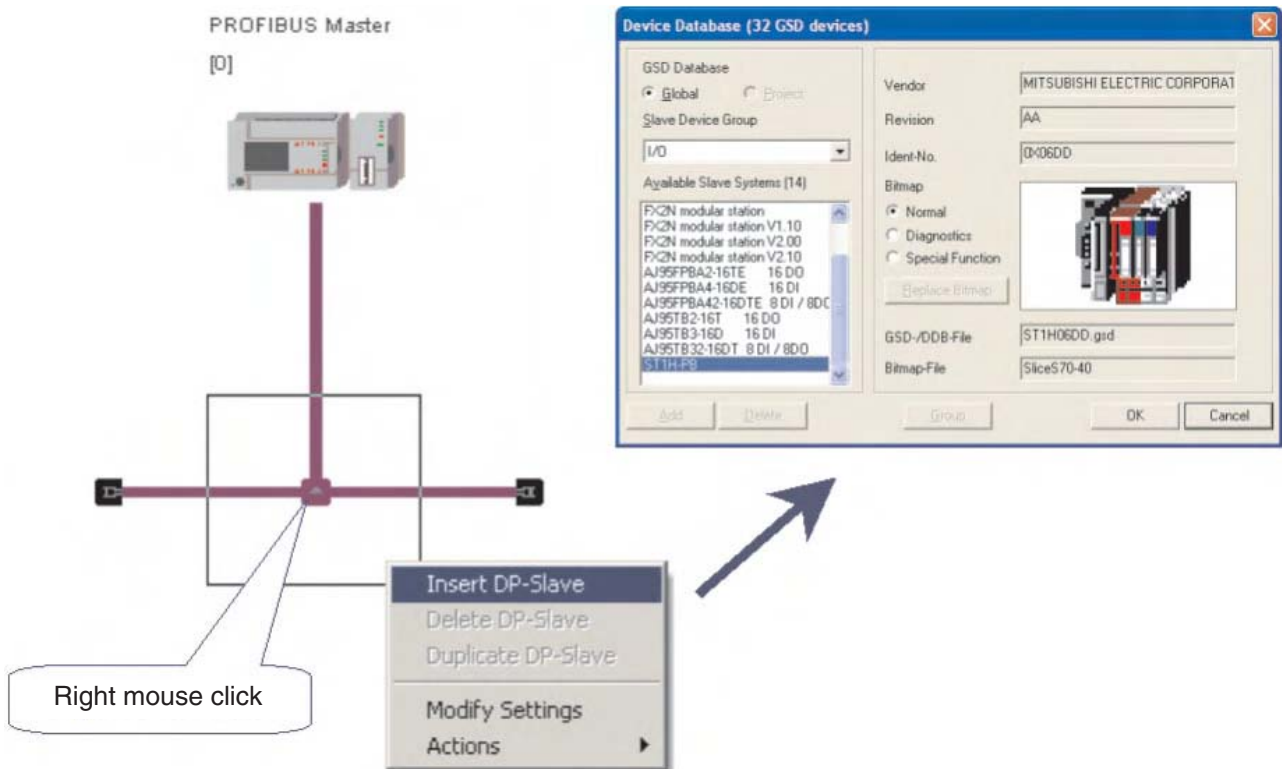 PROFIBUS Master
[0]
Device Database (32 GSD devices)
GSD Database
Global
Project
Slave Device Group
I/O
Available Slave Systems (14)
FX2N modular station
FX2N modular station V1.10
FX2N modular station V2.00
FX2N modular station V2.10
AJ95FPBA2-16TE 16 DO
AJ95FPBA4-16DE 16 DI
AJ95FPBA42-16DTE 8 DI / 8DO
AJ95TB2-16T 16 DO
AJ95TB3-16D 16 DI
AJ95TB32-16DT 8 DI / 8DO
ST1H-PB
Add
Delete
Vendor
MITSUBISHI ELECTRIC CORPORAT
Revision
AA
Ident-No.
0X06DD
Bitmap
Normal
Diagnostics
Special Function
Replace Bitmap
GSD-/DDB-File
ST1H06DD.gsd
Bitmap-File
SliceS70-40
Group
OK
Cancel
Insert DP-Slave
Delete DP-Slave
Duplicate DP-Slave
Modify Settings
Actions
Right mouse click